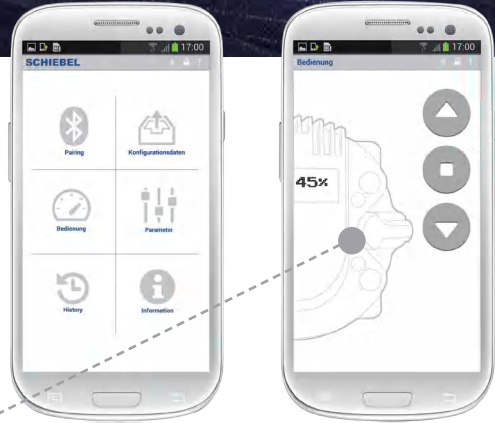 17:00
SCHIEBEL
Pairing
Konfigurationsdaten
Bedienung
Parameter
History
Information
17:00
Bedienung
45%